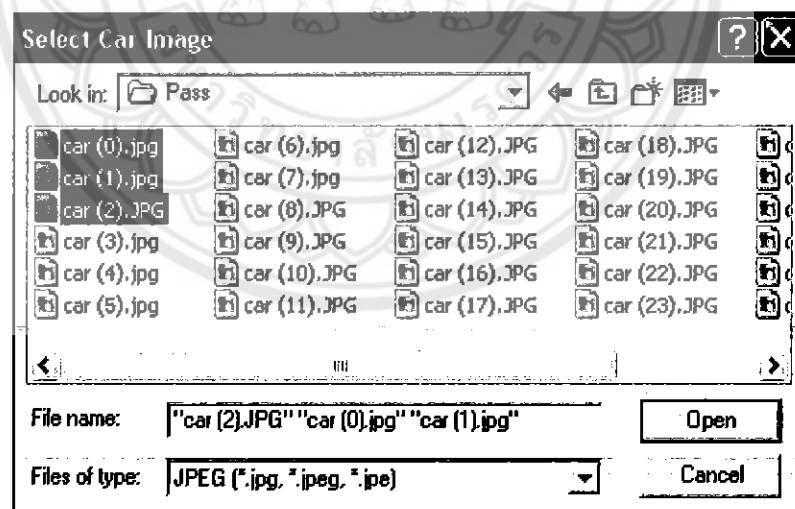 Select Car Image
Look in: Pass
car (0).jpg car (6).jpg car (12).JPG car (18).JPG
car (1).jpg car (7).jpg car (13).JPG car (19).JPG
car (2).JPG car (8).JPG car (14).JPG car (20).JPG
car (3).jpg car (9).JPG car (15).JPG car (21).JPG
car (4).jpg car (10).JPG car (16).JPG car (22).JPG
car (5).jpg car (11).JPG car (17).JPG car (23).JPG
File name: "car (2).JPG" "car (0).jpg" "car (1).jpg" Open
Files of type: JPEG (*.jpg, *.jpeg, *.jpe) Cancel